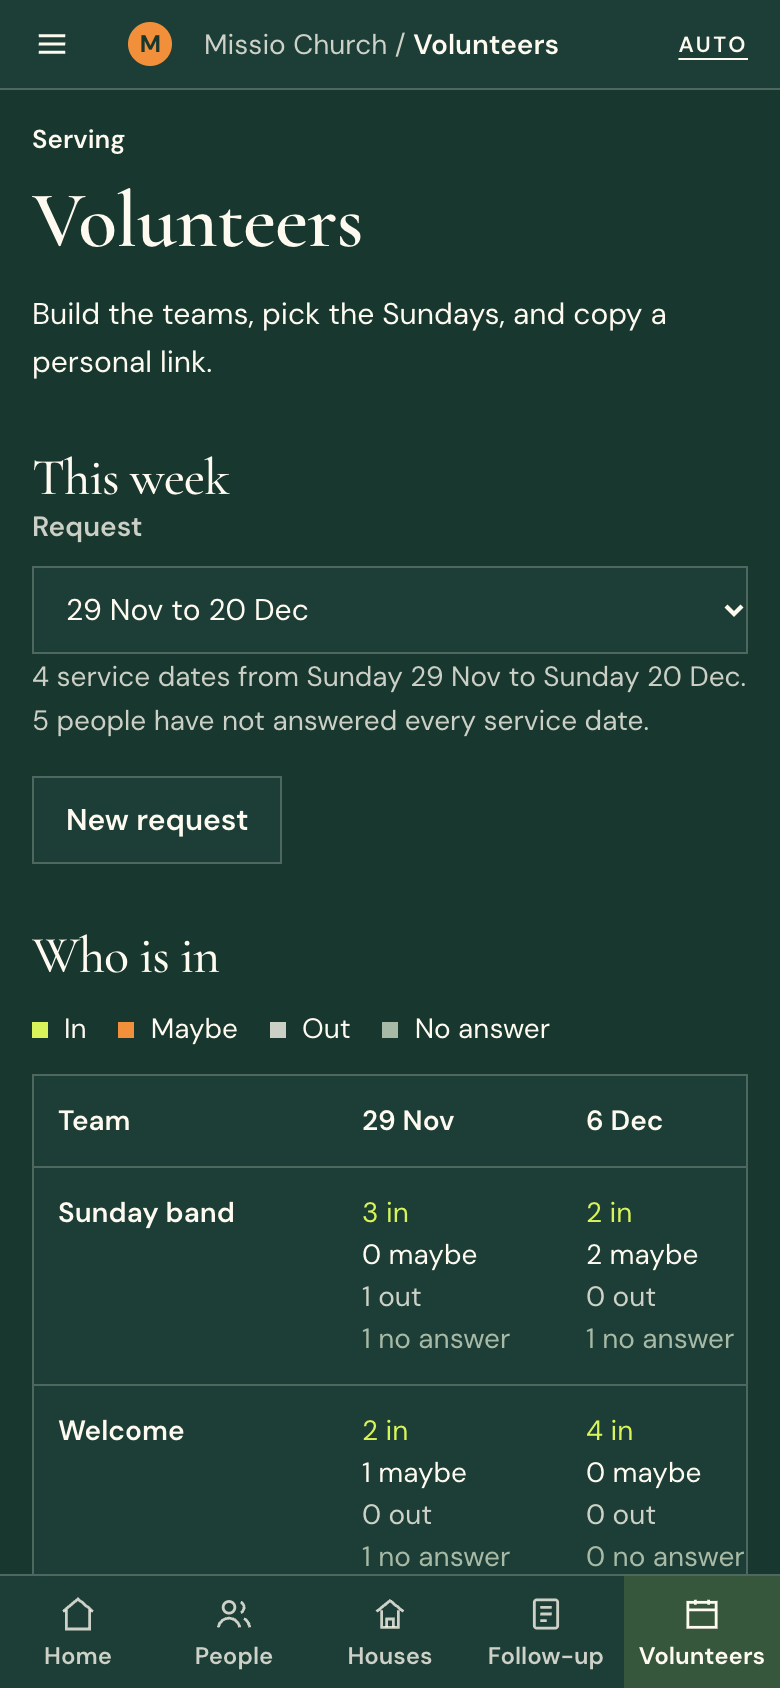 M Missio Church / Volunteers AUTO
Serving
Volunteers
Build the teams, pick the Sundays, and copy a
personal link.
This week
Request
29 Nov to 20 Dec
4 service dates from Sunday 29 Nov to Sunday 20 Dec.
5 people have not answered every service date.
New request
Who is in
In Maybe Out No answer
Team 29 Nov 6 Dec
Sunday band 3 in 2 in
0 maybe 2 maybe
1 out 0 out
1 no answer 1 no answer
Welcome 2 in 4 in
1 maybe 0 maybe
0 out 0 out
1 no answer 0 no answer
Home People Houses Follow-up Volunteers